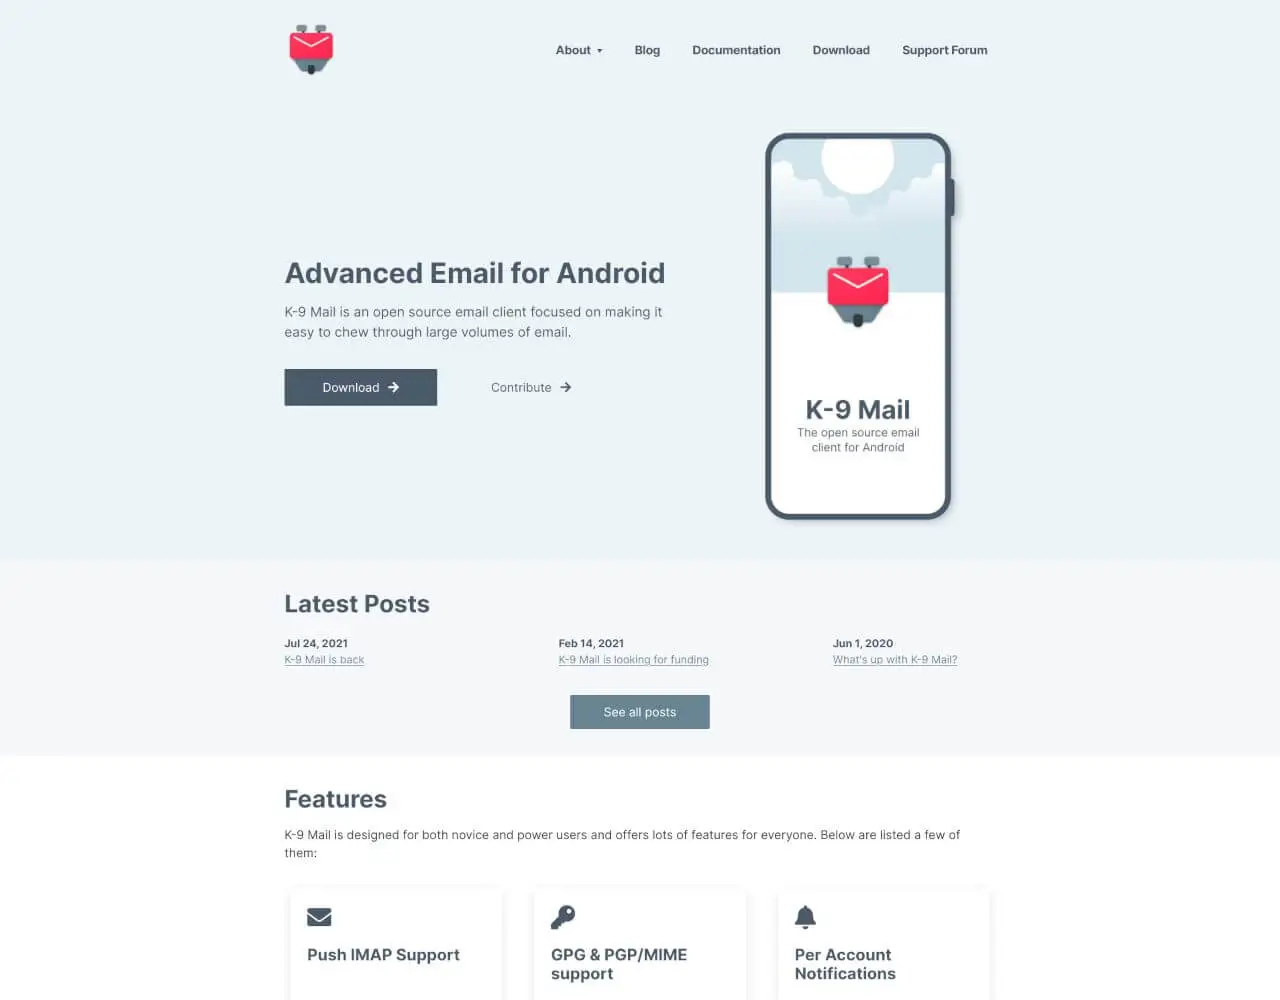 About ▾ Blog Documentation Download Support Forum
Advanced Email for Android
K-9 Mail is an open source email client focused on making it
easy to chew through large volumes of email.
Download → Contribute →
K-9 Mail
The open source email
client for Android
Latest Posts
Jul 24, 2021
K-9 Mail is back
Feb 14, 2021
K-9 Mail is looking for funding
Jun 1, 2020
What's up with K-9 Mail?
See all posts
Features
K-9 Mail is designed for both novice and power users and offers lots of features for everyone. Below are listed a few of
them:
Push IMAP Support
GPG & PGP/MIME
support
Per Account
Notifications